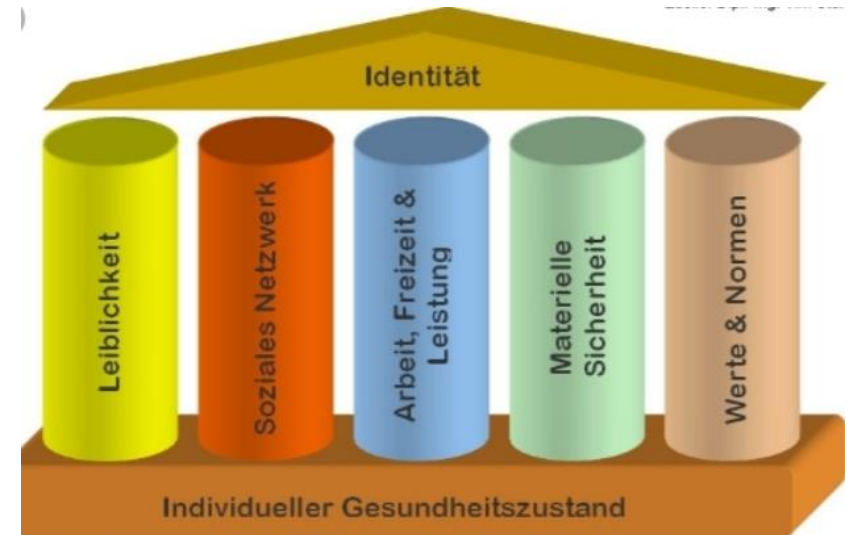 Identität
Leiblichkeit
Soziales Netzwerk
Arbeit, Freizeit &
Leistung
Materielle
Sicherheit
Werte & Normen
Individueller Gesundheitszustand